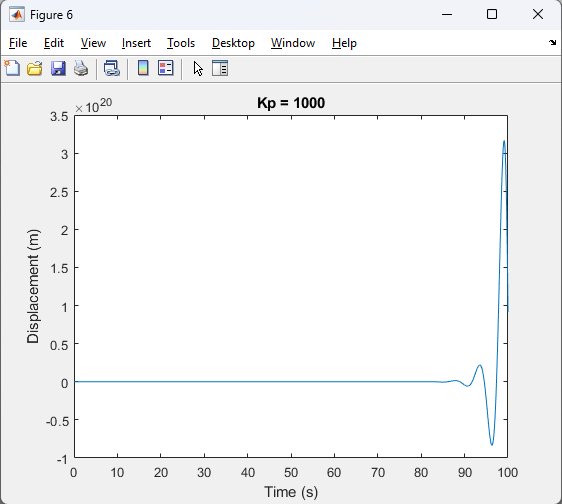 Figure 6
File Edit View Insert Tools Desktop Window Help
×10²⁰
Kp = 1000
3.5
3
2.5
2
1.5
1
0.5
0
-0.5
-1
Displacement (m)
0 10 20 30 40 50 60 70 80 90 100
Time (s)